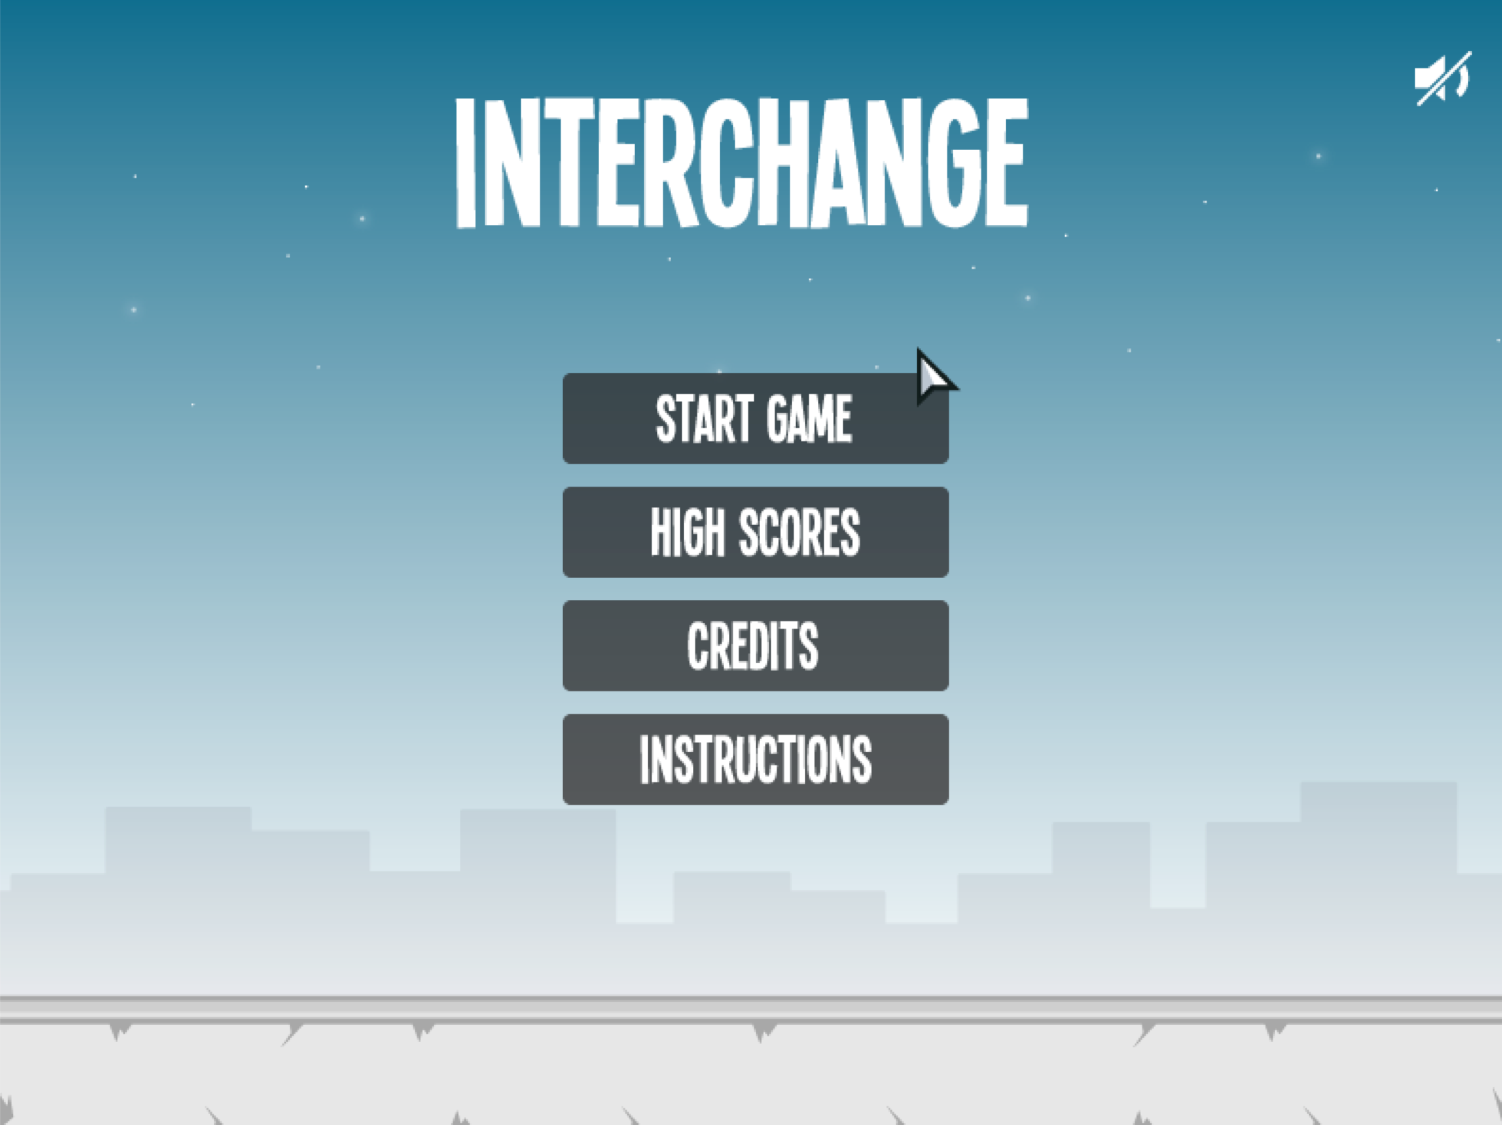 INTERCHANGE
START GAME
HIGH SCORES
CREDITS
INSTRUCTIONS